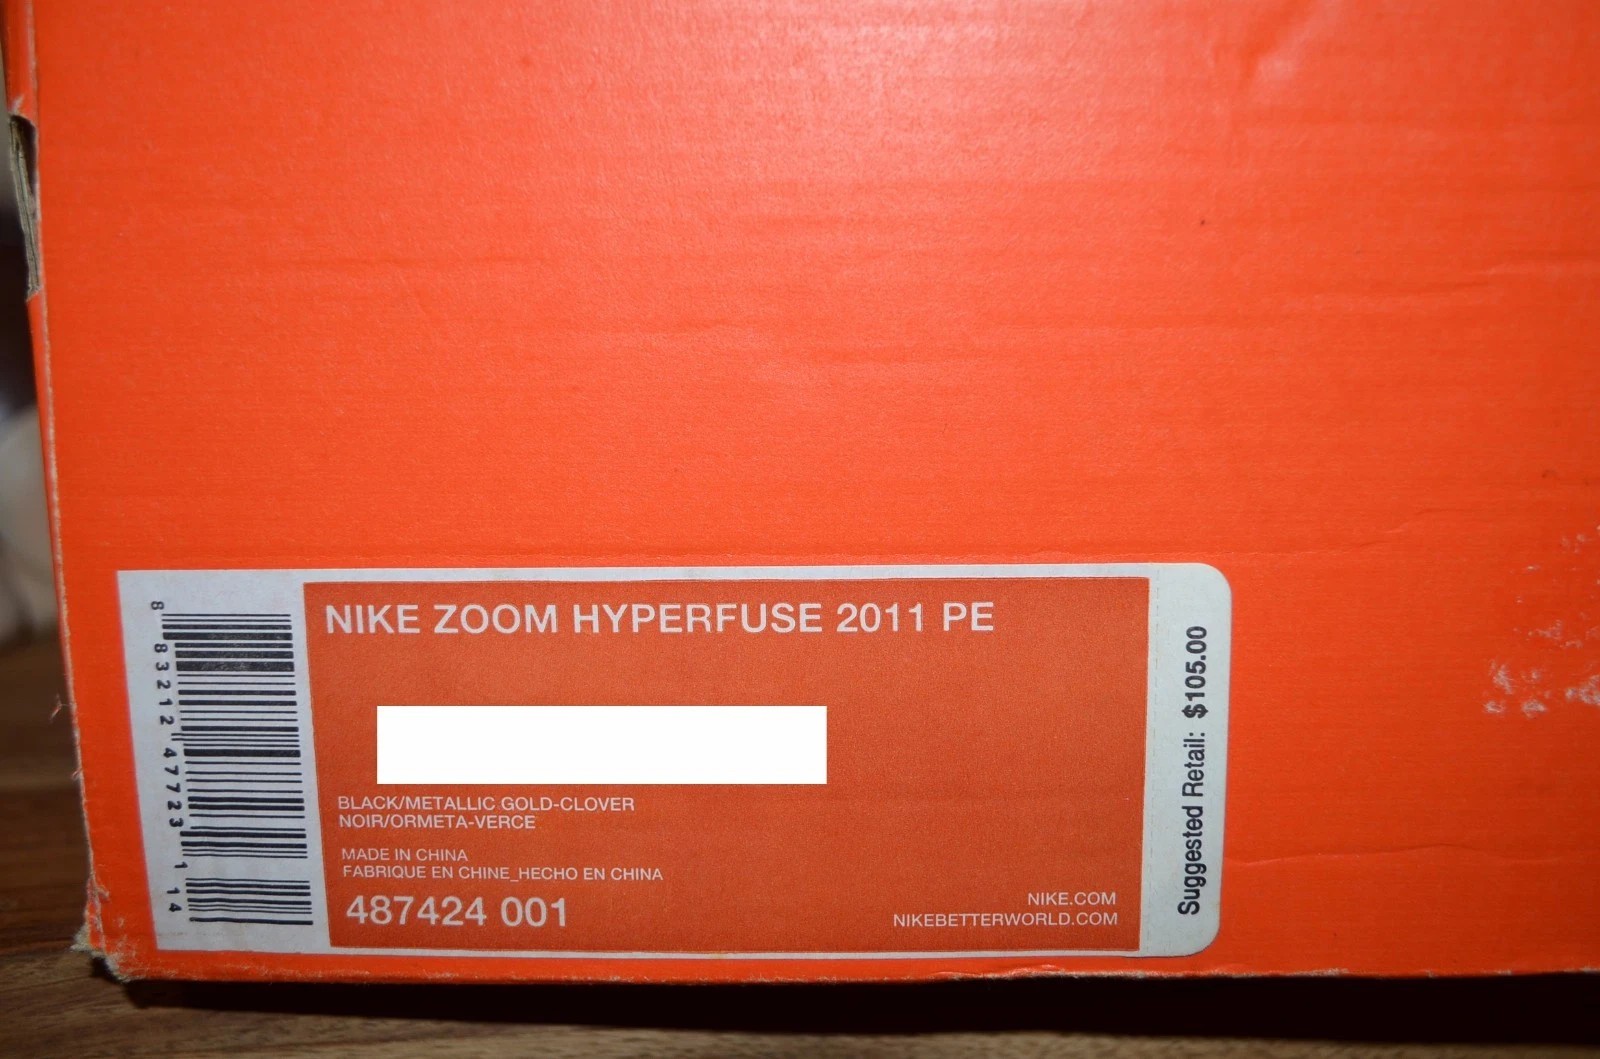 NIKE ZOOM HYPERFUSE 2011 PE
BLACK/METALLIC GOLD-CLOVER
NOIR/ORMETA-VERCE
MADE IN CHINA
FABRIQUE EN CHINE_HECHO EN CHINA
487424 001
NIKE.COM
NIKEBETTERWORLD.COM
Suggested Retail: $105.00
8 83212 47723 1 14